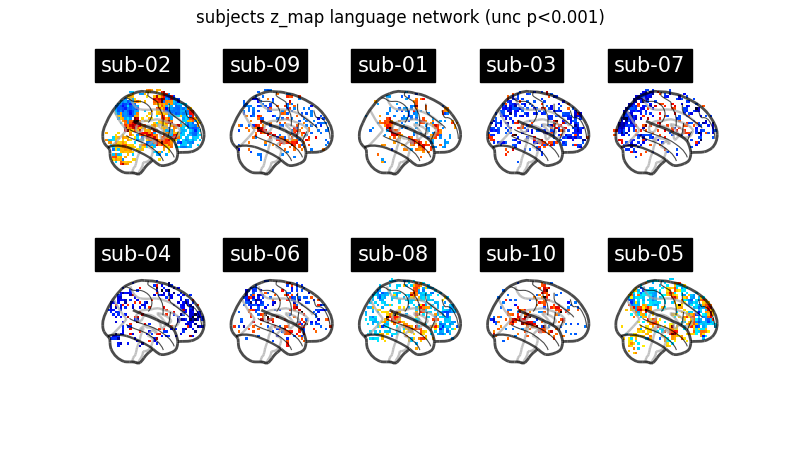 subjects z_map language network (unc p<0.001)
sub-02 sub-09 sub-01 sub-03 sub-07
sub-04 sub-06 sub-08 sub-10 sub-05